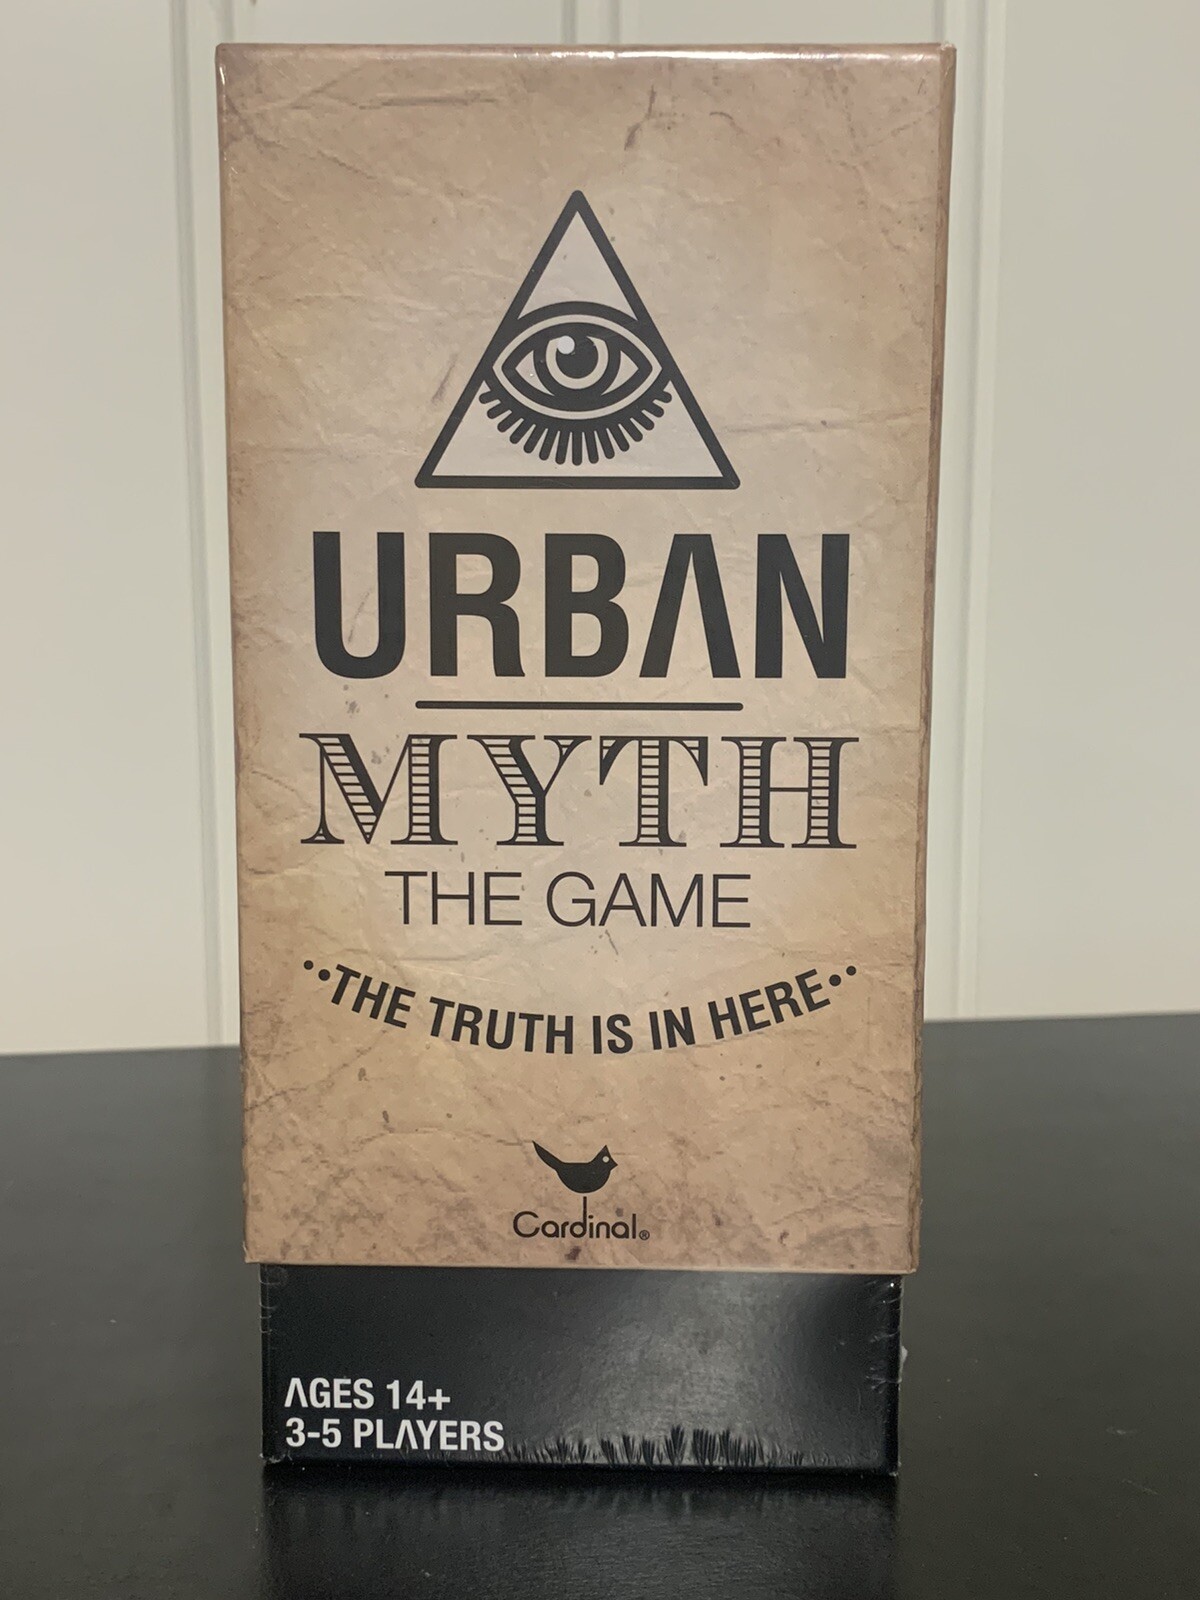 URBAN
MYTH
THE GAME
••THE TRUTH IS IN HERE••
Cardinal®
AGES 14+
3-5 PLAYERS